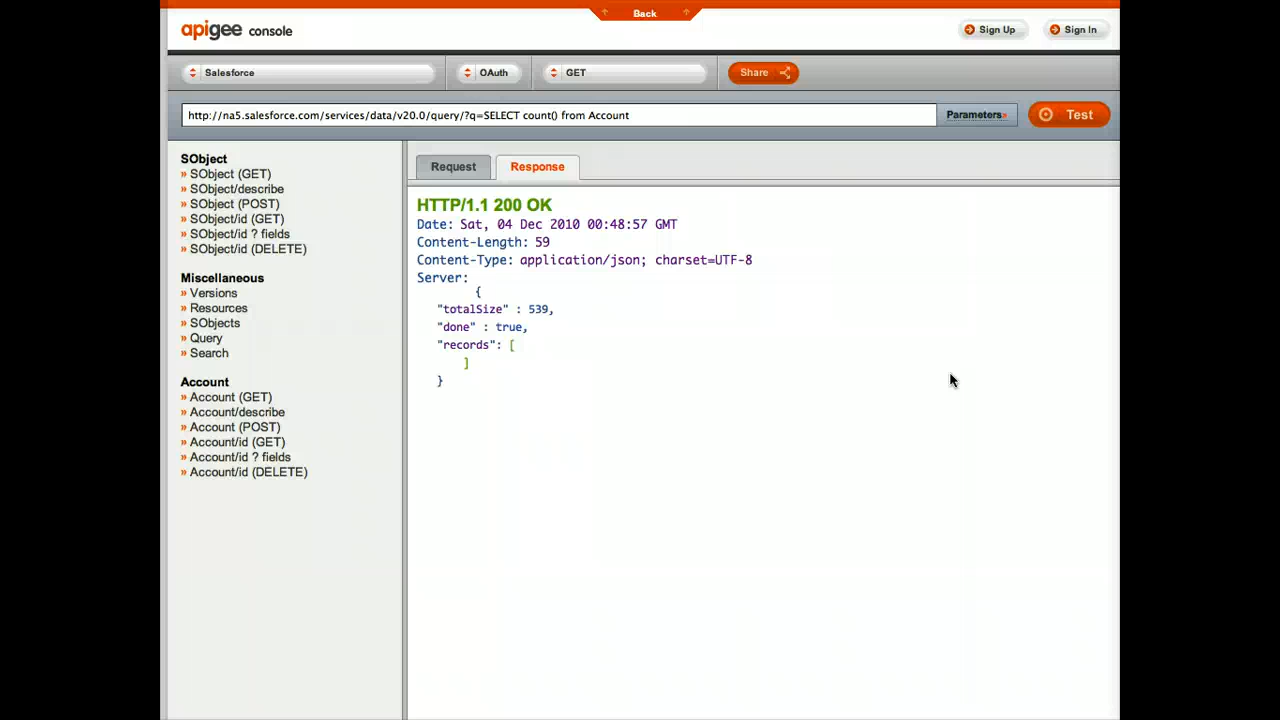 Back
apigee console
Sign Up
Sign In
Salesforce
OAuth
GET
Share
http://na5.salesforce.com/services/data/v20.0/query/?q=SELECT count() from Account
Parameters»
Test
SObject
» SObject (GET)
» SObject/describe
» SObject (POST)
» SObject/id (GET)
» SObject/id ? fields
» SObject/id (DELETE)
Miscellaneous
» Versions
» Resources
» SObjects
» Query
» Search
Account
» Account (GET)
» Account/describe
» Account (POST)
» Account/id (GET)
» Account/id ? fields
» Account/id (DELETE)
Request
Response
HTTP/1.1 200 OK
Date: Sat, 04 Dec 2010 00:48:57 GMT
Content-Length: 59
Content-Type: application/json; charset=UTF-8
Server:
{
"totalSize" : 539,
"done" : true,
"records": [
]
}